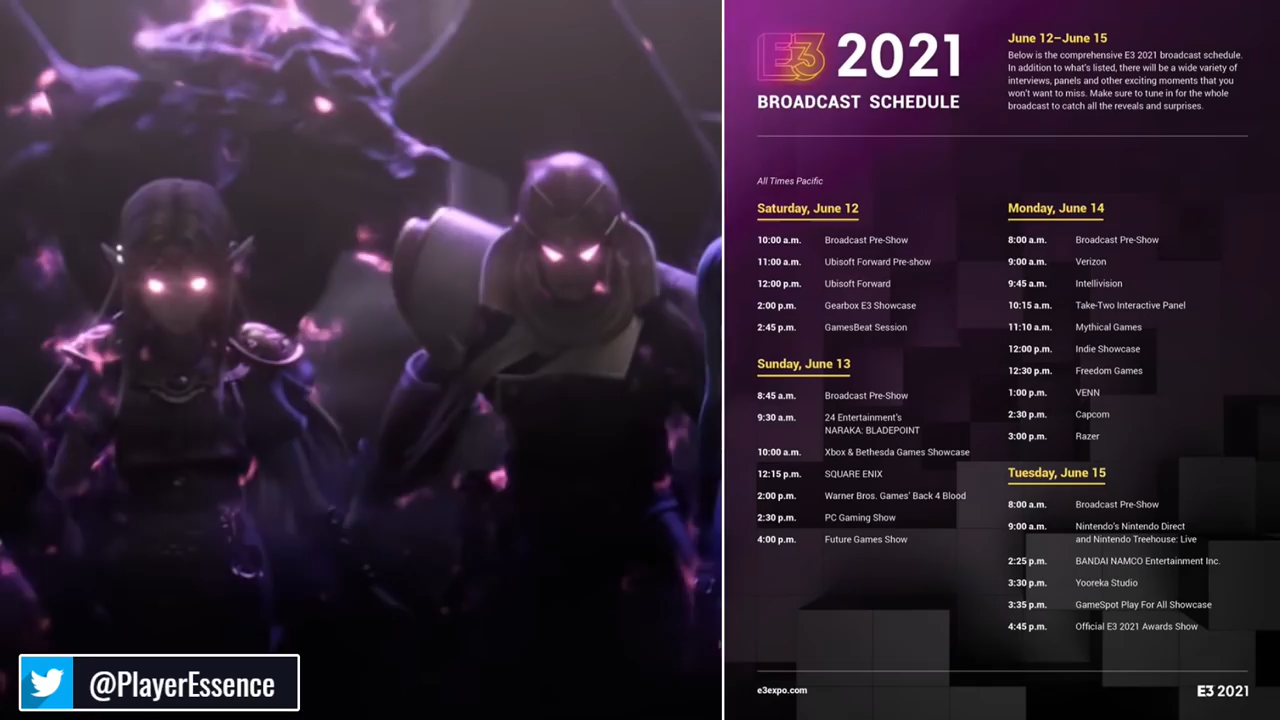 E3 2021
BROADCAST SCHEDULE
June 12–June 15
Below is the comprehensive E3 2021 broadcast schedule.
In addition to what's listed, there will be a wide variety of
interviews, panels and other exciting moments that you
won't want to miss. Make sure to tune in for the whole
broadcast to catch all the reveals and surprises.
All Times Pacific
Saturday, June 12
10:00 a.m. Broadcast Pre-Show
11:00 a.m. Ubisoft Forward Pre-show
12:00 p.m. Ubisoft Forward
2:00 p.m. Gearbox E3 Showcase
2:45 p.m. GamesBeat Session
Sunday, June 13
8:45 a.m. Broadcast Pre-Show
9:30 a.m. 24 Entertainment's
NARAKA: BLADEPOINT
10:00 a.m. Xbox & Bethesda Games Showcase
12:15 p.m. SQUARE ENIX
2:00 p.m. Warner Bros. Games' Back 4 Blood
2:30 p.m. PC Gaming Show
4:00 p.m. Future Games Show
Monday, June 14
8:00 a.m. Broadcast Pre-Show
9:00 a.m. Verizon
9:45 a.m. Intellivision
10:15 a.m. Take-Two Interactive Panel
11:10 a.m. Mythical Games
12:00 p.m. Indie Showcase
12:30 p.m. Freedom Games
1:00 p.m. VENN
2:30 p.m. Capcom
3:00 p.m. Razer
Tuesday, June 15
8:00 a.m. Broadcast Pre-Show
9:00 a.m. Nintendo's Nintendo Direct
and Nintendo Treehouse: Live
2:25 p.m. BANDAI NAMCO Entertainment Inc.
3:30 p.m. Yooreka Studio
3:35 p.m. GameSpot Play For All Showcase
4:45 p.m. Official E3 2021 Awards Show
e3expo.com
E3 2021
@PlayerEssence